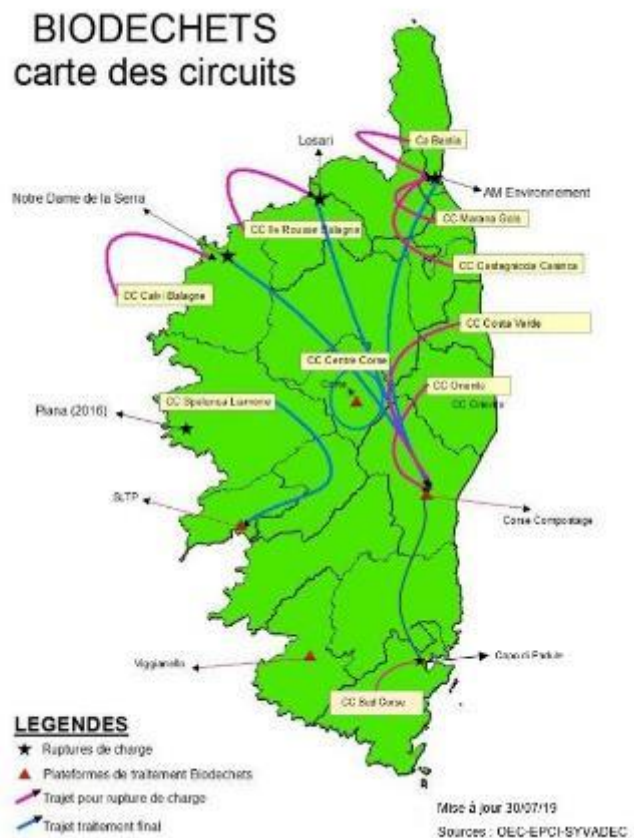 BIODECHETS
carte des circuits
Ca Bastia
Losari
AM Environnement
Notre Dame de la Serra
CC Marana Golo
CC Ile Rousse Balagne
CC Castagniccia Casinca
CC Calvi Balagne
CC Costa Verde
CC Centre Corse
Corte
CC Oriente
CC Spelunca Liamone
Piana (2016)
SLTP
Corse Compostage
Viggianello
Capo di Padule
CC Sud Corse
LEGENDES
Ruptures de charge
Plateformes de traitement Biodechets
Trajet pour rupture de charge
Trajet traitement final
Mise à jour 30/07/19
Sources : OEC-EPCI-SYVADEC